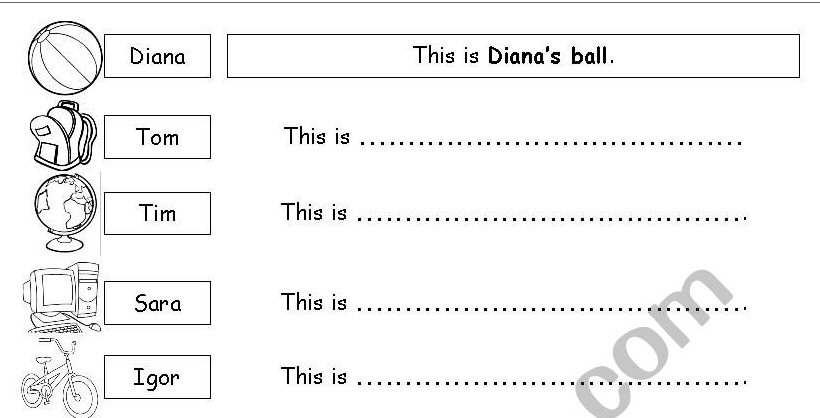 Diana This is Diana's ball.
Tom This is ........................................
Tim This is ........................................
Sara This is ........................................
Igor This is ........................................
com